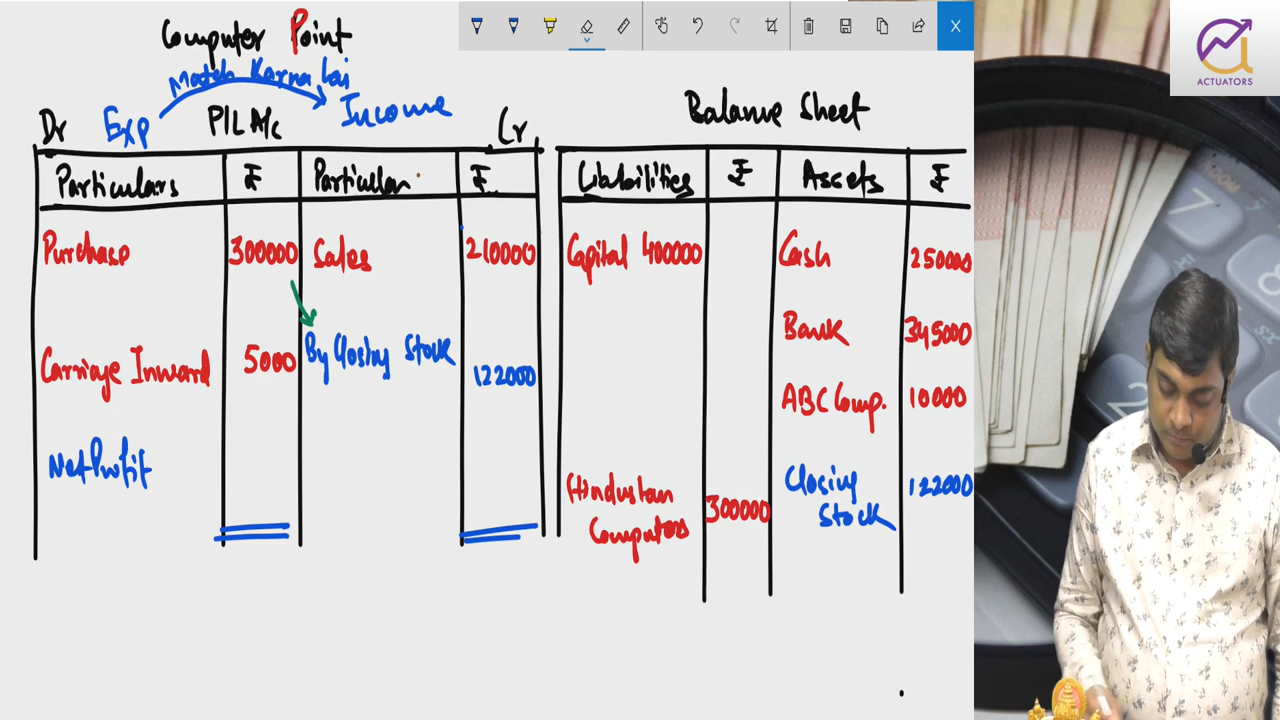 Computer Point
Match Karna hai
Exp
Income
Dr
P/L A/c
Cr
Particulars ₹ Particular ₹
Purchase 300000 Sales 210000
By Closing Stock 122000
Carriage Inward 5000
Net Profit
Balance Sheet
Liabilities ₹ Assets ₹
Capital 400000 Cash 250000
Bank 345000
ABC Comp. 10000
Hindustan
Computers 300000
Closing
Stock 122000
ACTUATORS